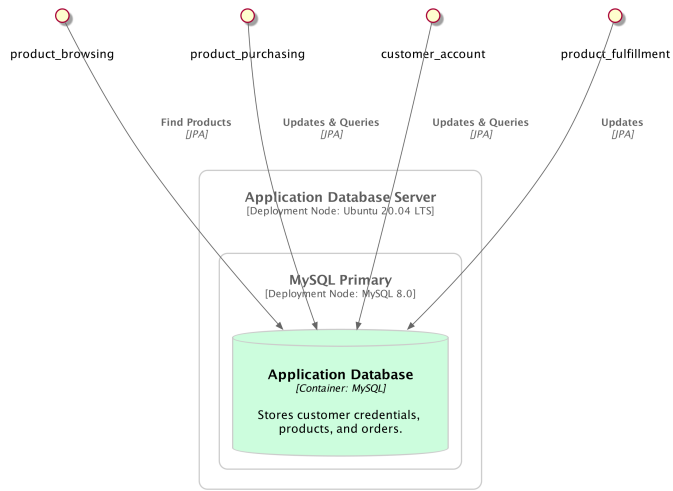 product_browsing
product_purchasing
customer_account
product_fulfillment
Find Products
[JPA]
Updates & Queries
[JPA]
Updates & Queries
[JPA]
Updates
[JPA]
Application Database Server
[Deployment Node: Ubuntu 20.04 LTS]
MySQL Primary
[Deployment Node: MySQL 8.0]
Application Database
[Container: MySQL]
Stores customer credentials,
products, and orders.